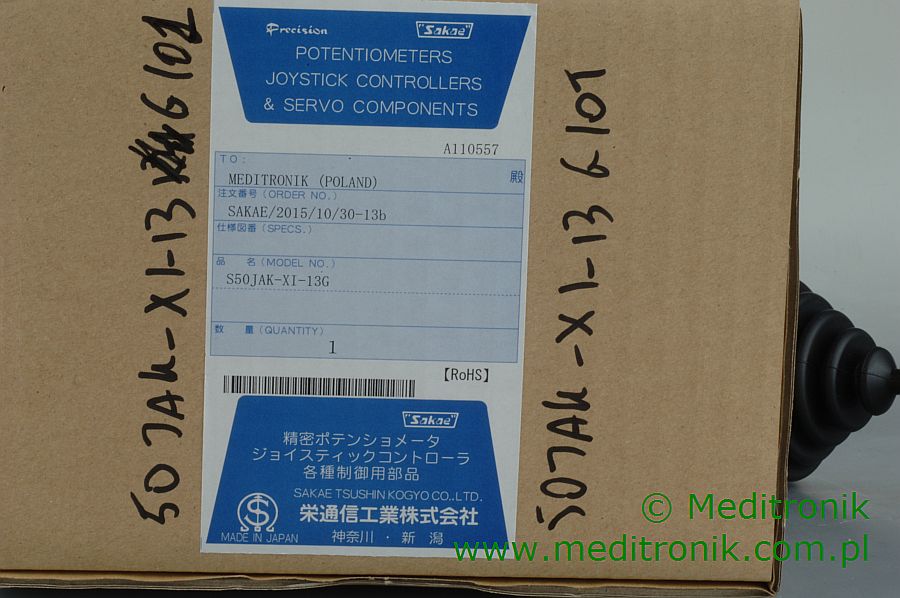 Precision "Sakae"
POTENTIOMETERS
JOYSTICK CONTROLLERS
& SERVO COMPONENTS
A110557
TO:
MEDITRONIK (POLAND) 殿
注文番号(ORDER NO.)
SAKAE/2015/10/30-13b
仕様図番(SPECS.)
品 名(MODEL NO.)
S50JAK-XI-13G
数 量(QUANTITY)
1
【RoHS】
"Sakae"
精密ポテンショメータ
ジョイスティックコントローラ
各種制御用部品
SAKAE TSUSHIN KOGYO CO.,LTD.
栄通信工業株式会社
MADE IN JAPAN 神奈川・新潟
50JAK-XI-13 G101
50JAK-XI-13 G101
© Meditronik
www.meditronik.com.pl